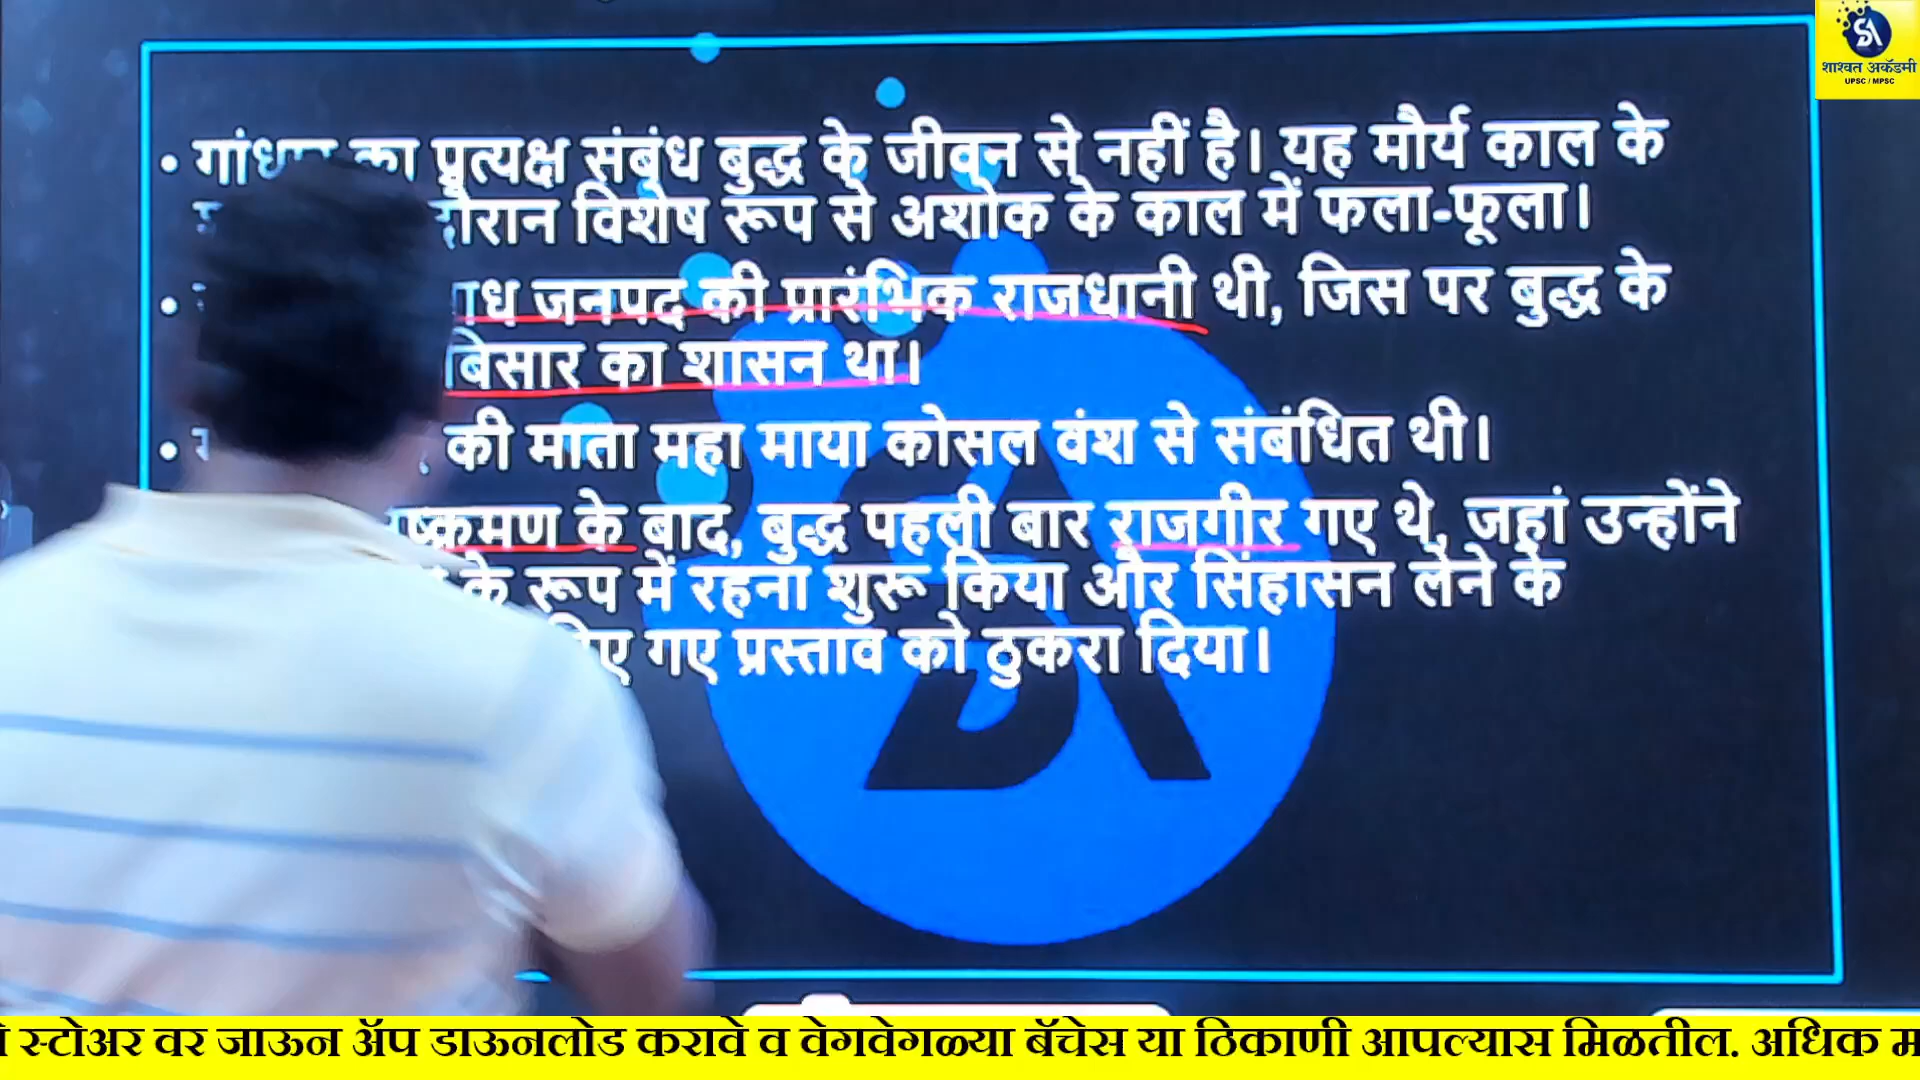 शाश्वत अकॅडमी
UPSC / MPSC
• का प्रत्यक्ष संबंध बुद्ध के जीवन से नहीं है। यह मौर्य काल के
विशेष रूप से अशोक के काल में फला-फूला।
• जनपद की प्रारंभिक राजधानी थी, जिस पर बुद्ध के
का शासन था।
• की माता महा माया कोसल वंश से संबंधित थी।
के बाद, बुद्ध पहली बार राजगीर गए थे, जहां उन्होंने
के रूप में रहना शुरू किया और सिंहासन लेने के
गए प्रस्ताव को ठुकरा दिया।
स्टोअर वर जाऊन ॲप डाऊनलोड करावे व वेगवेगळ्या बॅचेस या ठिकाणी आपल्यास मिळतील. अधिक